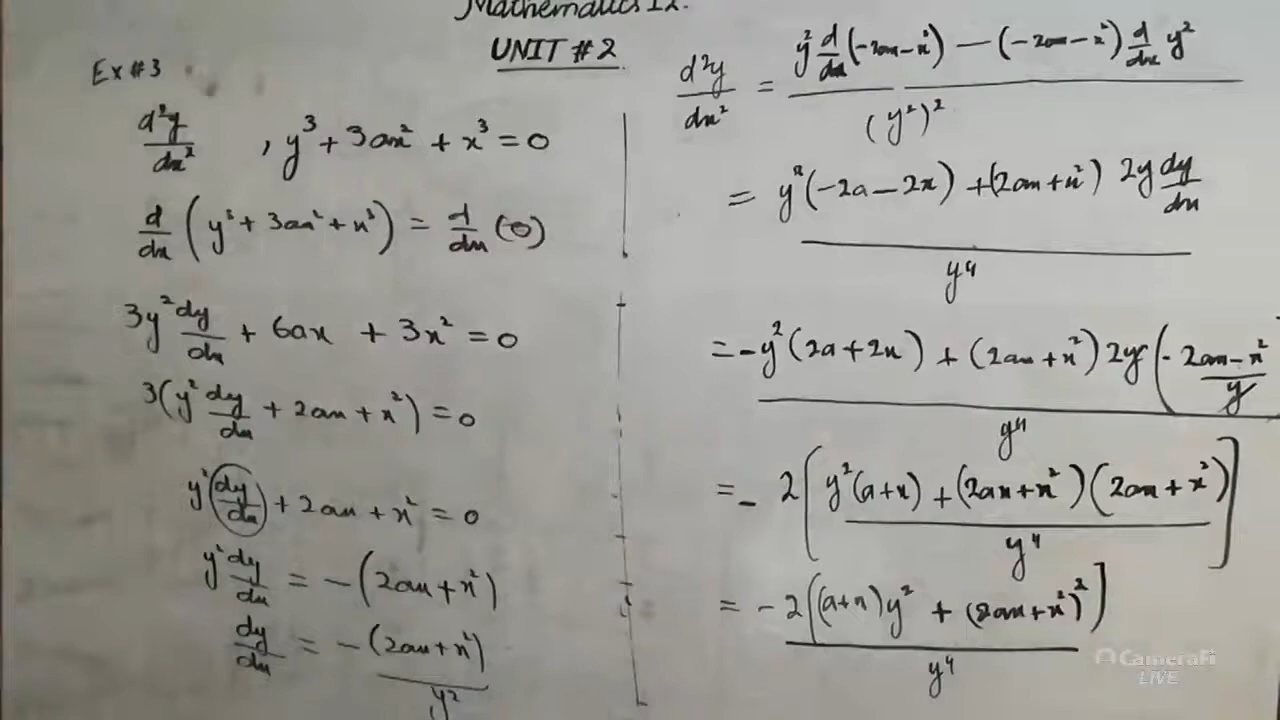 Mathematics 12.
UNIT # 2
Ex # 3
d²y/dx² , y³ + 3ax² + x³ = 0
d/dx (y³ + 3ax² + x³) = d/dx (0)
3y² dy/dx + 6ax + 3x² = 0
3(y² dy/dx + 2ax + x²) = 0
y² (dy/dx) + 2ax + x² = 0
y² dy/dx = -(2ax + x²)
dy/dx = -(2ax + x²)/y²
d²y/dx² = (y² d/dx (-2ax - x²) - (-2ax - x²) d/dx y²)/(y²)²
= (y²(-2a - 2x) + (2ax + x²) 2y dy/dx)/y⁴
= (-y²(2a + 2x) + (2ax + x²) 2y (-2ax - x²/y)/y⁴
= - 2 [y²(a+x) + (2ax + x²)(2ax + x²)/y⁴]
= - 2[(a+x)y² + (2ax + x²)²]/y⁴
CameraFi
LIVE